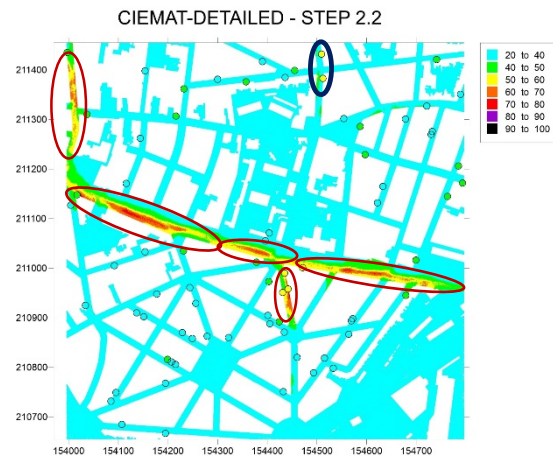 CIEMAT-DETAILED - STEP 2.2
20 to 40
40 to 50
50 to 60
60 to 70
70 to 80
80 to 90
90 to 100
211400
211300
211200
211100
211000
210900
210800
210700
154000 154100 154200 154300 154400 154500 154600 154700